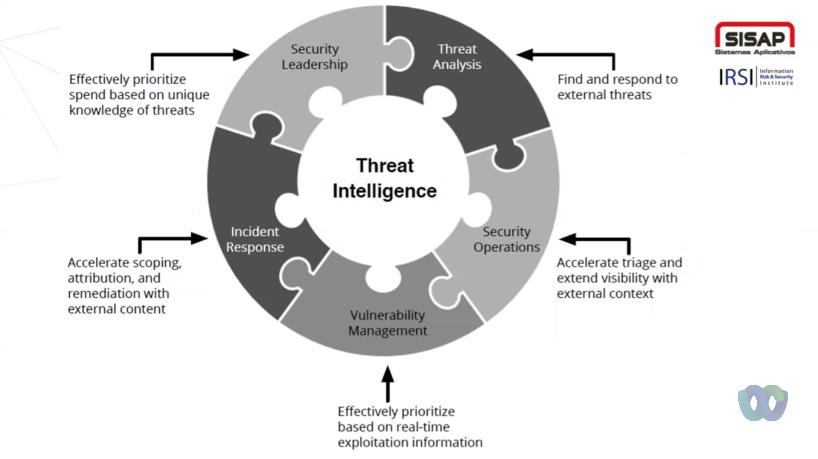 Security
Leadership
Threat
Analysis
SISAP
Sistemas Aplicativos
IRSI
Information
Risk & Security
Institute
Effectively prioritize
spend based on unique
knowledge of threats
Find and respond to
external threats
Threat
Intelligence
Incident
Response
Security
Operations
Accelerate scoping,
attribution, and
remediation with
external content
Accelerate triage and
extend visibility with
external context
Vulnerability
Management
Effectively prioritize
based on real-time
exploitation information